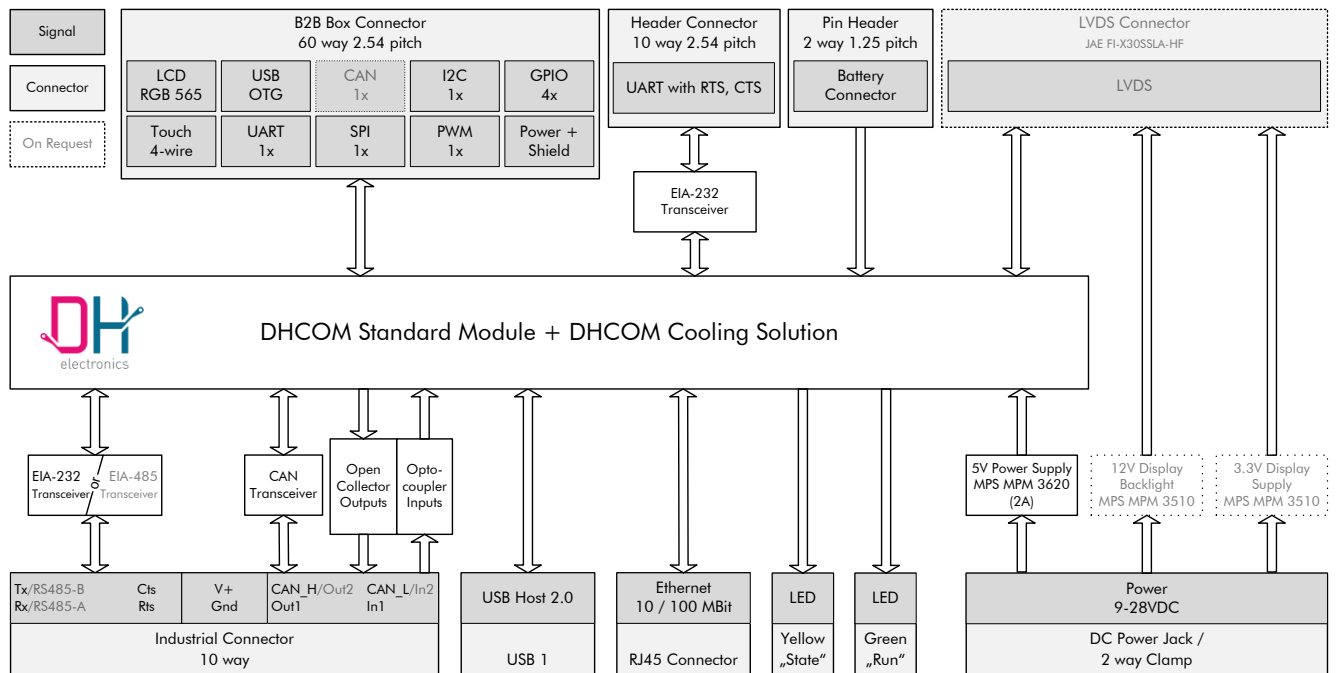 Signal
Connector
On Request
B2B Box Connector
60 way 2.54 pitch
LCD
RGB 565
USB
OTG
CAN
1x
I2C
1x
GPIO
4x
Touch
4-wire
UART
1x
SPI
1x
PWM
1x
Power +
Shield
Header Connector
10 way 2.54 pitch
UART with RTS, CTS
Pin Header
2 way 1.25 pitch
Battery
Connector
LVDS Connector
JAE FI-X30SSLA-HF
LVDS
EIA-232
Transceiver
DH
electronics
DHCOM Standard Module + DHCOM Cooling Solution
EIA-232
Transceiver
or
EIA-485
Transceiver
CAN
Transceiver
Open
Collector
Outputs
Opto-
coupler
Inputs
5V Power Supply
MPS MPM 3620
(2A)
12V Display
Backlight
MPS MPM 3510
3.3V Display
Supply
MPS MPM 3510
Tx/RS485-B Cts
Rx/RS485-A Rts
V+
Gnd
CAN_H/Out2 CAN_L/In2
Out1 In1
Industrial Connector
10 way
USB Host 2.0
USB 1
Ethernet
10 / 100 MBit
RJ45 Connector
LED
Yellow
„State“
LED
Green
„Run“
Power
9-28VDC
DC Power Jack /
2 way Clamp